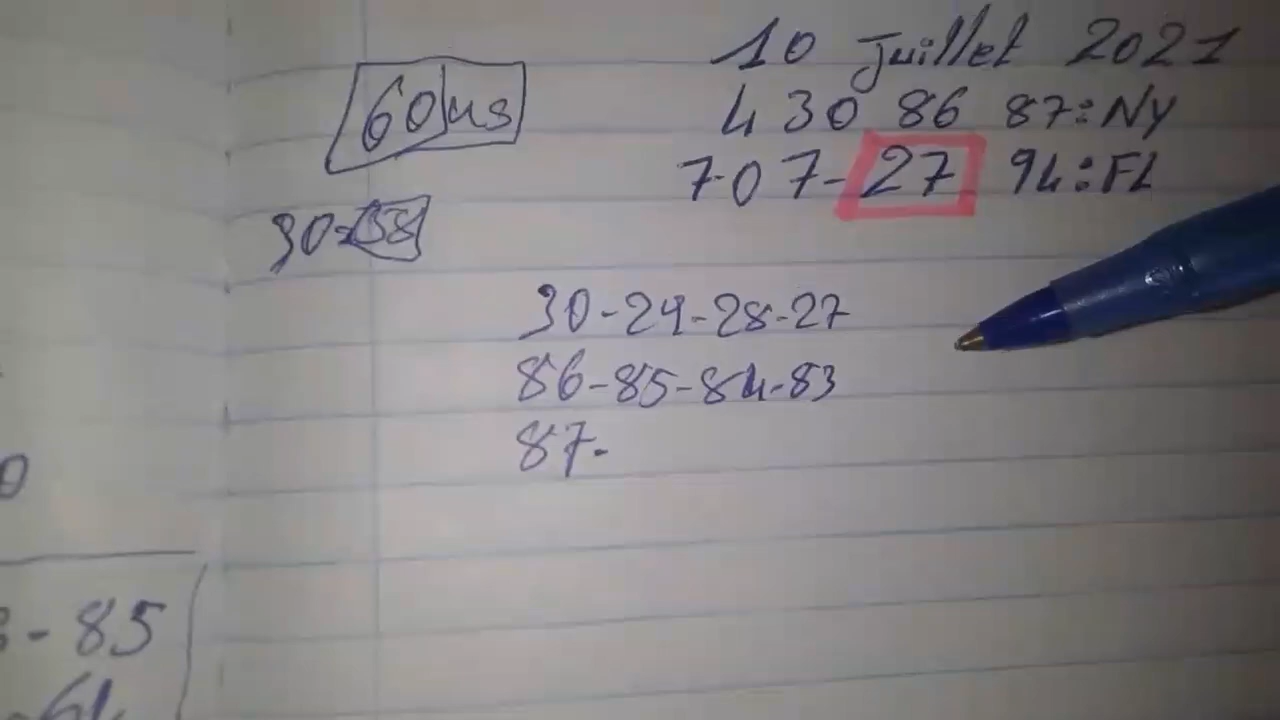 10 Juillet 2021
430 86 87:NY
707-27 94:FL
60
30-58
30-29-28-27
86-85-84-83
87-
- 85